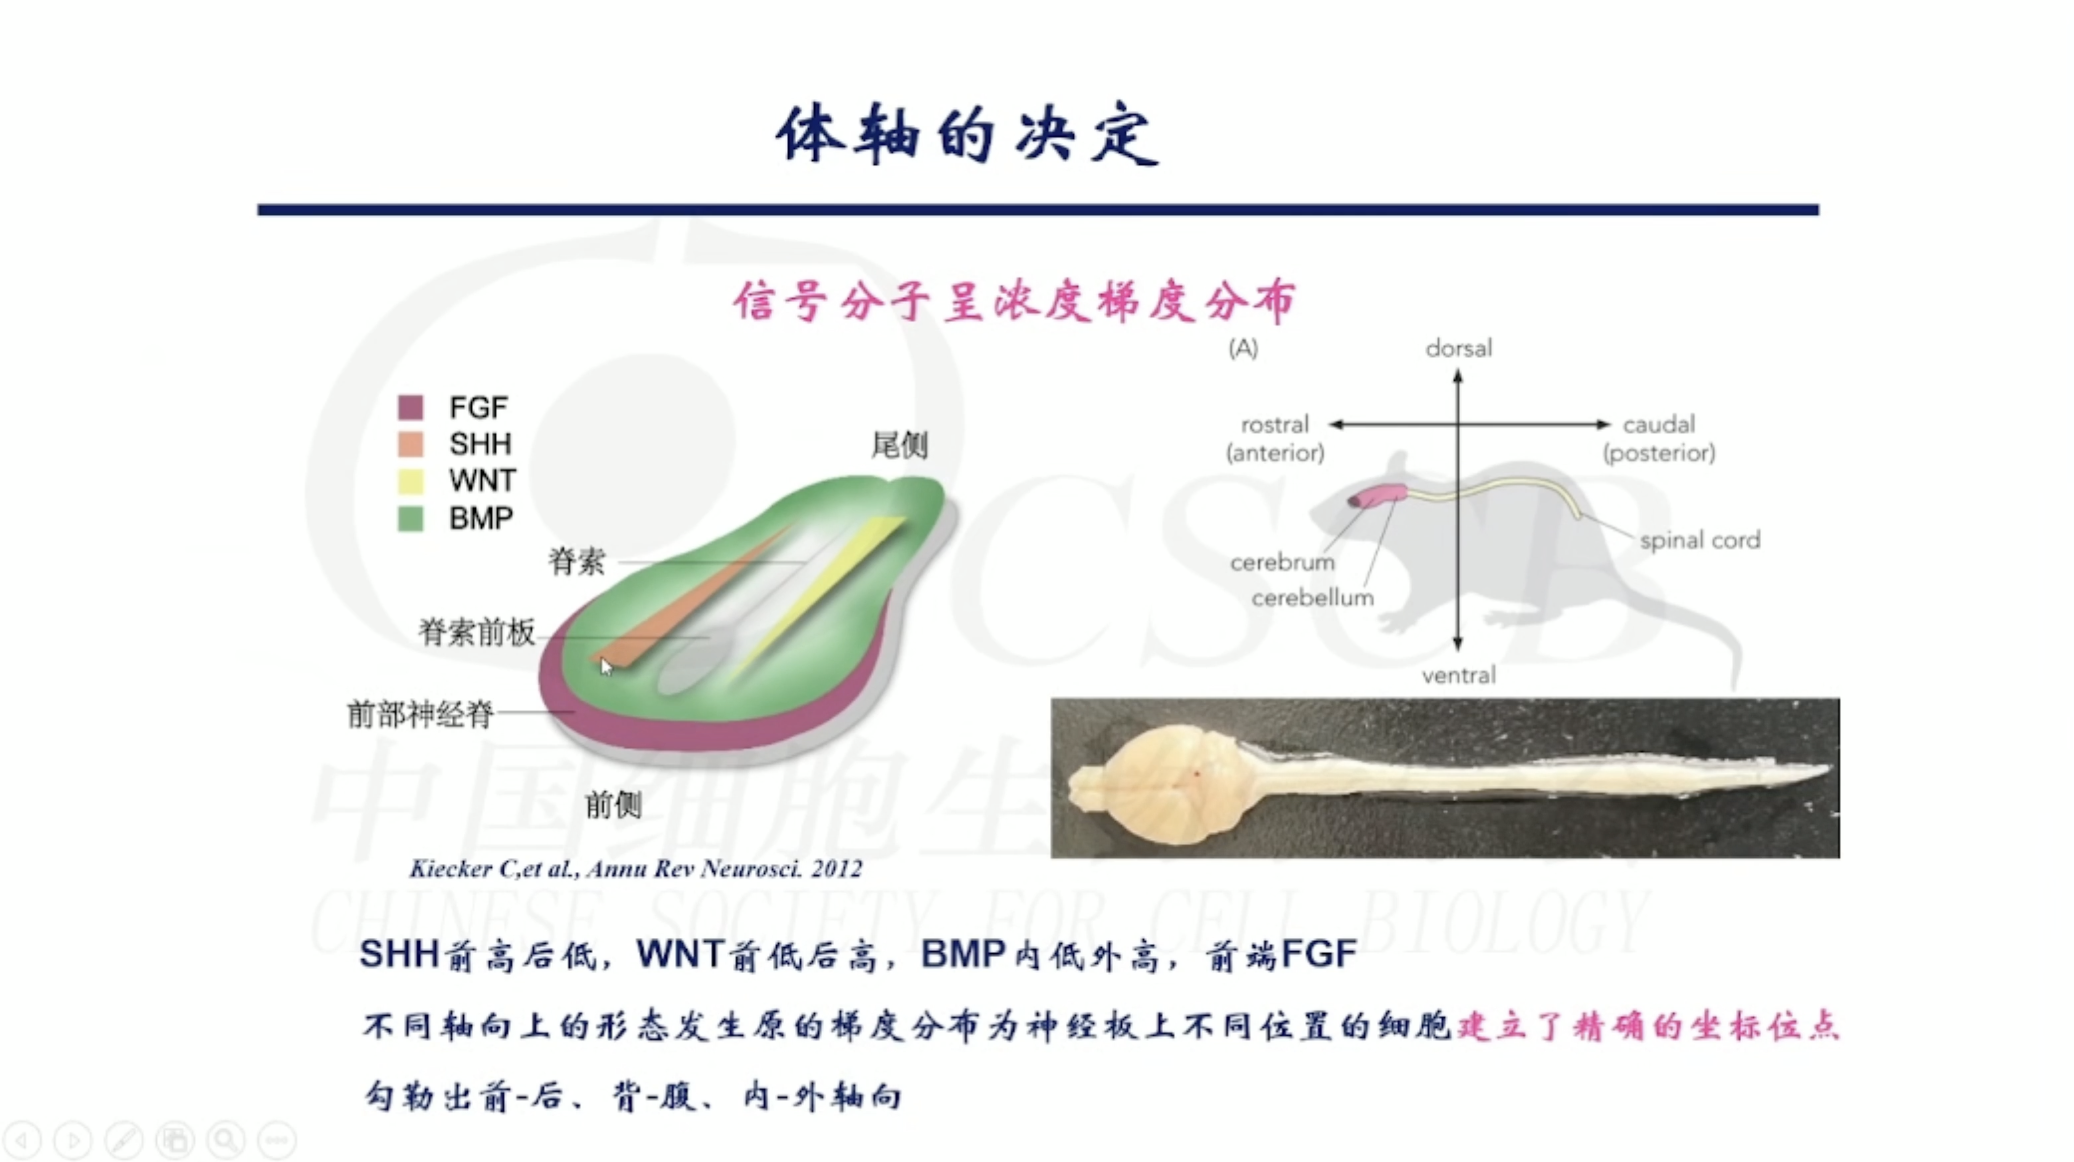 体轴的决定
信号分子呈浓度梯度分布
FGF
SHH
WNT
BMP
尾侧
脊索
脊索前板
前部神经脊
前侧
Kiecker C,et al., Annu Rev Neurosci. 2012
(A)
dorsal
rostral
(anterior)
caudal
(posterior)
cerebrum
cerebellum
spinal cord
ventral
CSCB
中国细胞生
CHINESE SOCIETY FOR CELL BIOLOGY
SHH前高后低，WNT前低后高，BMP内低外高，前端FGF
不同轴向上的形态发生原的梯度分布为神经板上不同位置的细胞建立了精确的坐标位点
勾勒出前-后、背-腹、内-外轴向